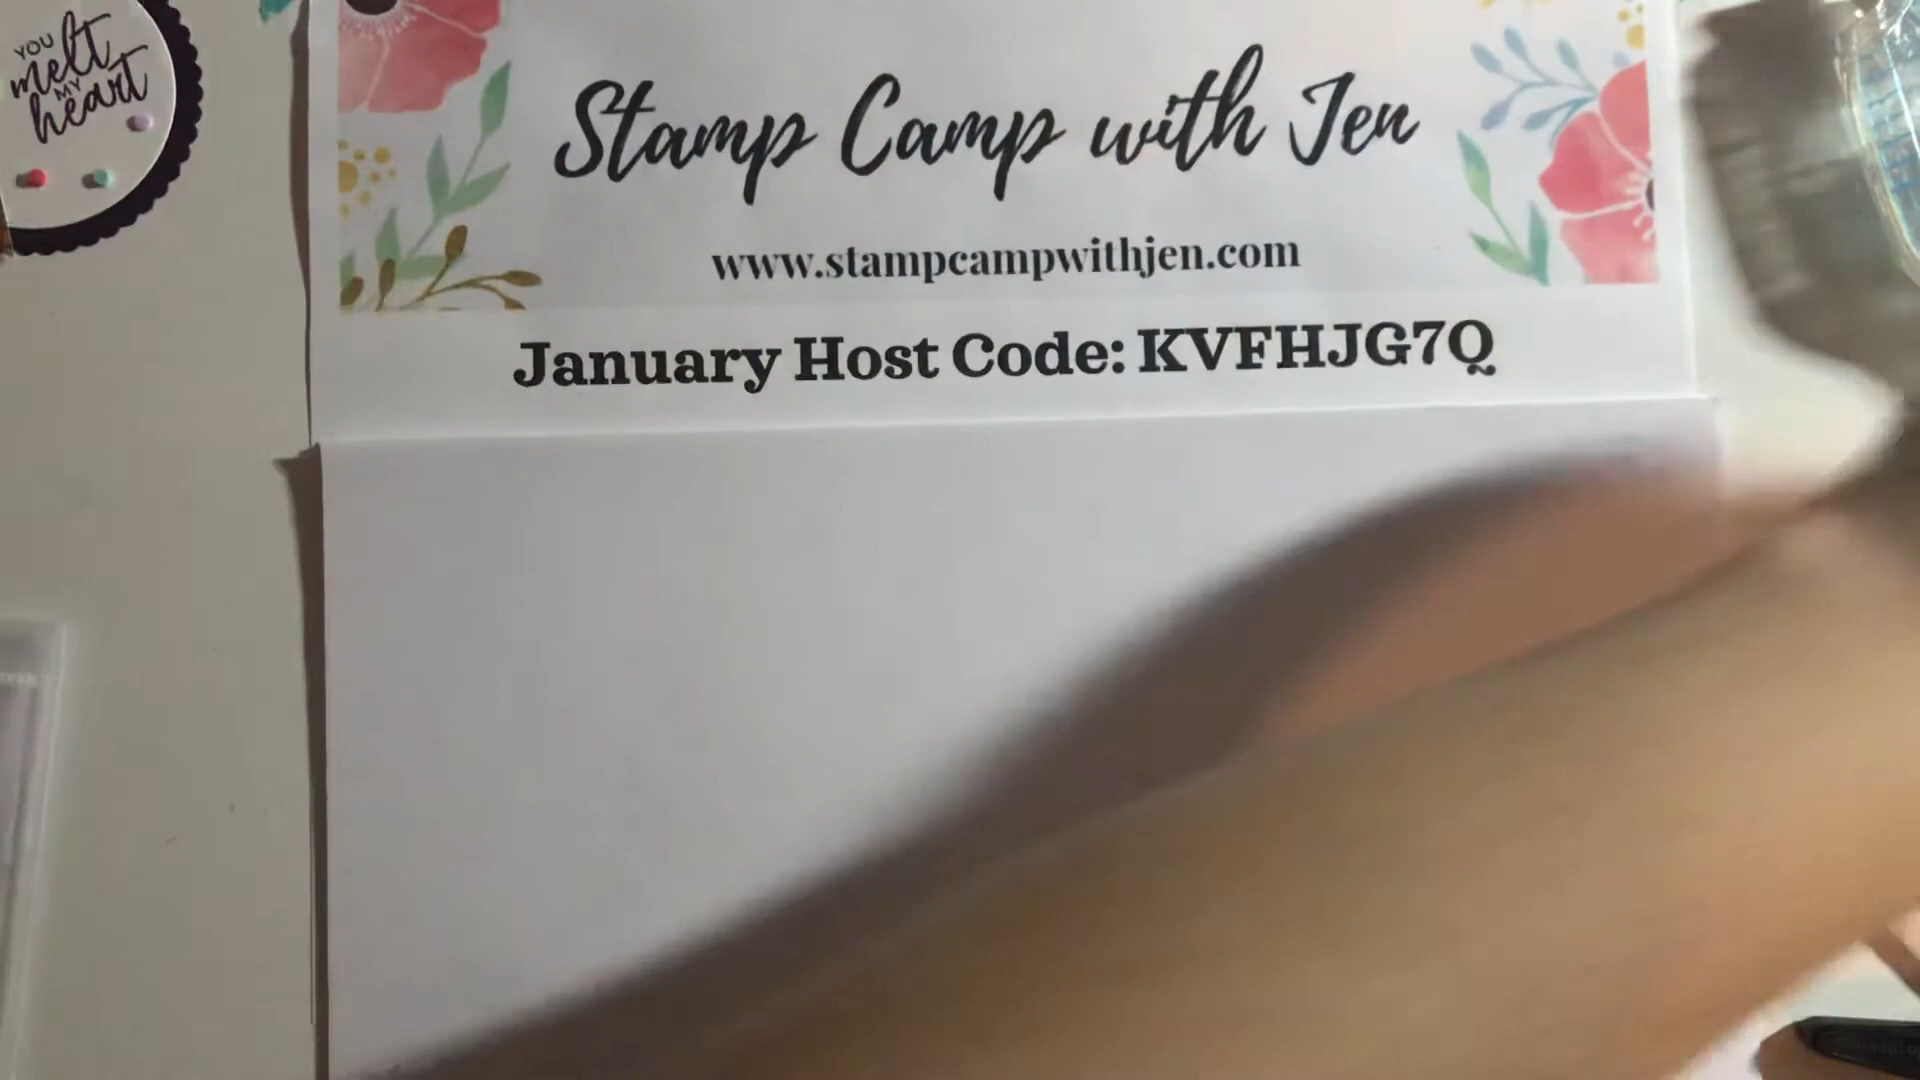 YOU
melt
MY
heart
Stamp Camp with Jen
www.stampcampwithjen.com
January Host Code: KVFHJG7Q